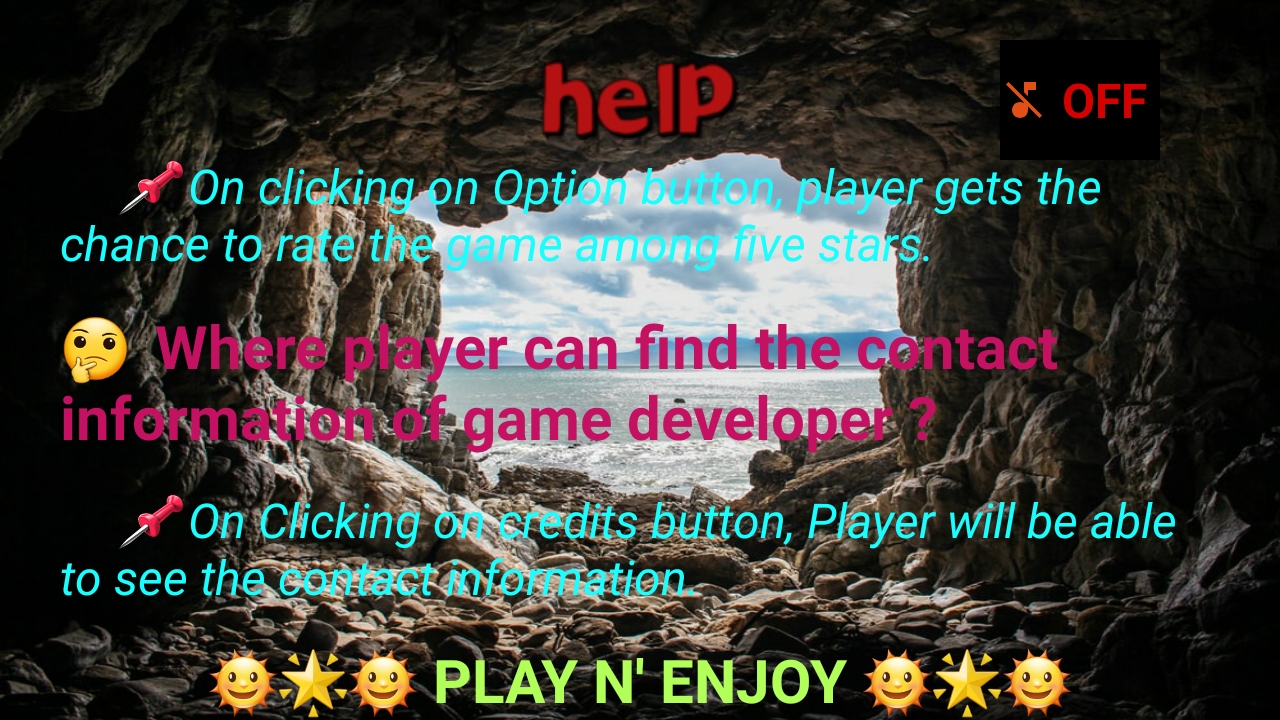 help
OFF
📌 On clicking on Option button, player gets the
chance to rate the game among five stars.
🤔 Where player can find the contact
information of game developer ?
📌 On Clicking on credits button, Player will be able
to see the contact information.
🌞🌟🌞 PLAY N' ENJOY 🌞🌟🌞